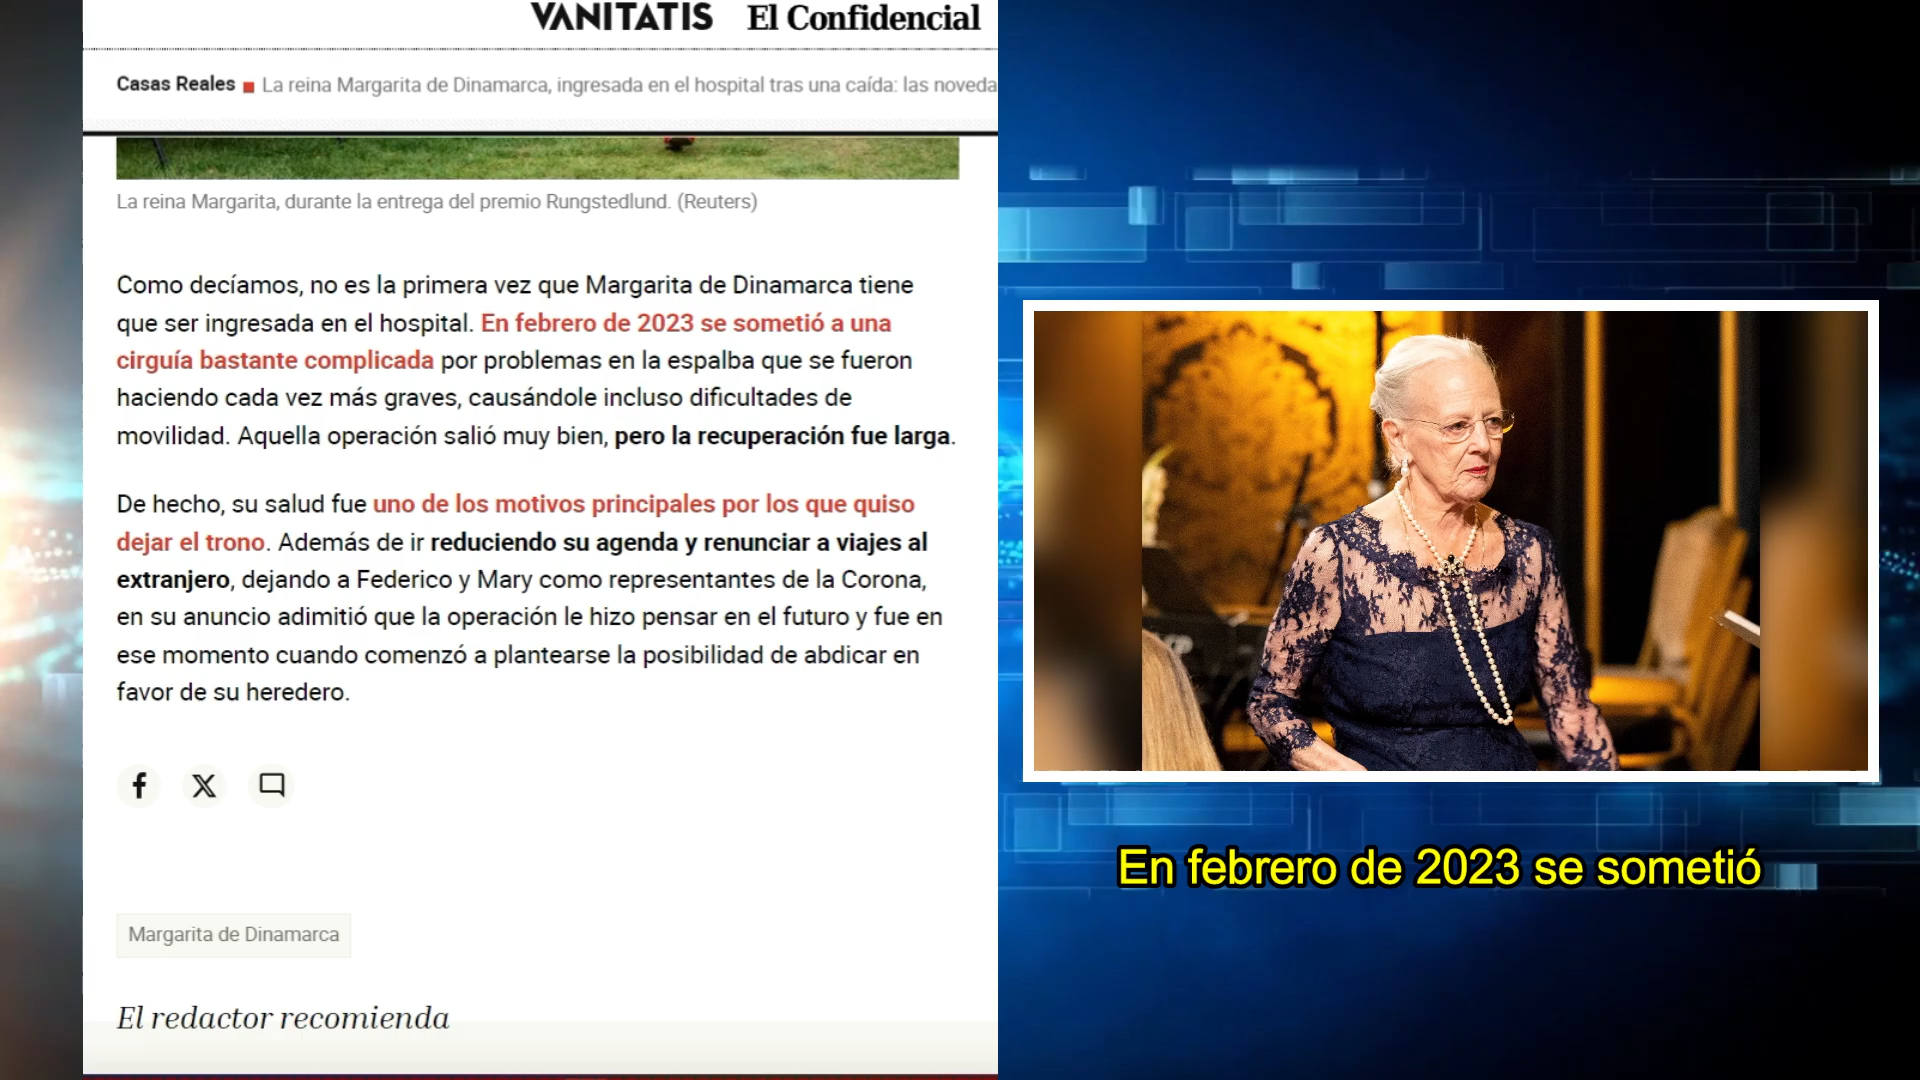 VANITATIS El Confidencial
Casas Reales La reina Margarita de Dinamarca, ingresada en el hospital tras una caída: las noveda
La reina Margarita, durante la entrega del premio Rungstedlund. (Reuters)
Como decíamos, no es la primera vez que Margarita de Dinamarca tiene
que ser ingresada en el hospital. En febrero de 2023 se sometió a una
cirguía bastante complicada por problemas en la espalba que se fueron
haciendo cada vez más graves, causándole incluso dificultades de
movilidad. Aquella operación salió muy bien, pero la recuperación fue larga.
De hecho, su salud fue uno de los motivos principales por los que quiso
dejar el trono. Además de ir reduciendo su agenda y renunciar a viajes al
extranjero, dejando a Federico y Mary como representantes de la Corona,
en su anuncio adimitió que la operación le hizo pensar en el futuro y fue en
ese momento cuando comenzó a plantearse la posibilidad de abdicar en
favor de su heredero.
Margarita de Dinamarca
El redactor recomienda
En febrero de 2023 se sometió